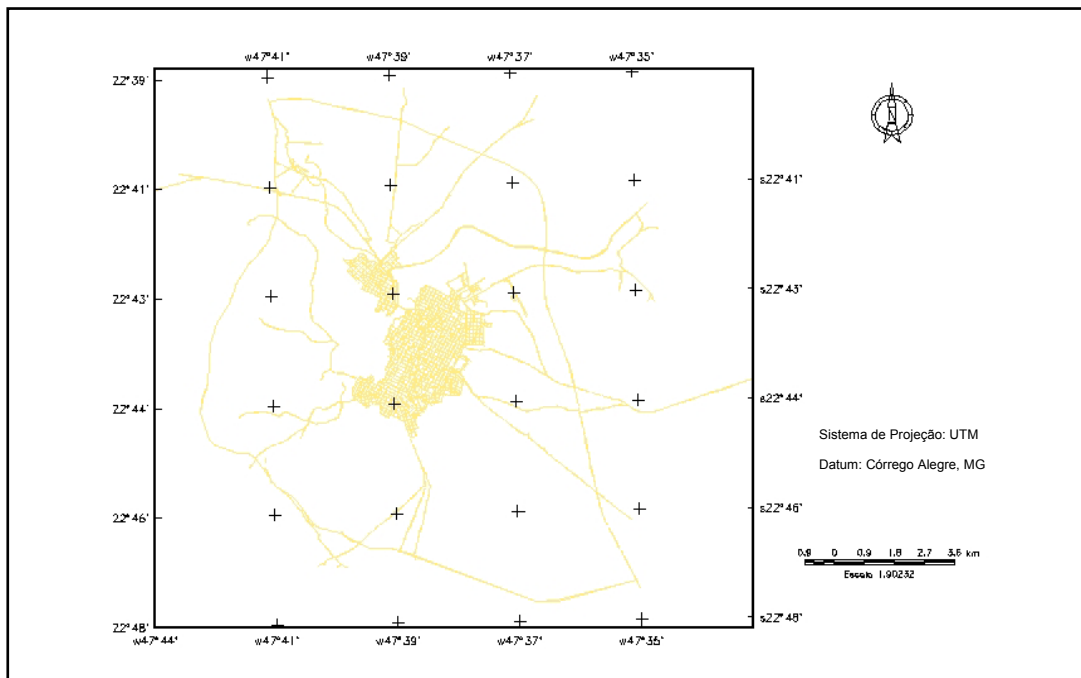 w47°41' w47°39' w47°37' w47°35'
22°39'
22°41' s22°41'
22°43' s22°43'
22°44' s22°44'
Sistema de Projeção: UTM
Datum: Córrego Alegre, MG
22°46' s22°46'
0.9 0 0.9 1.8 2.7 3.6 km
Escala 1.90232
22°48' s22°48'
w47°44' w47°41' w47°39' w47°37' w47°35'